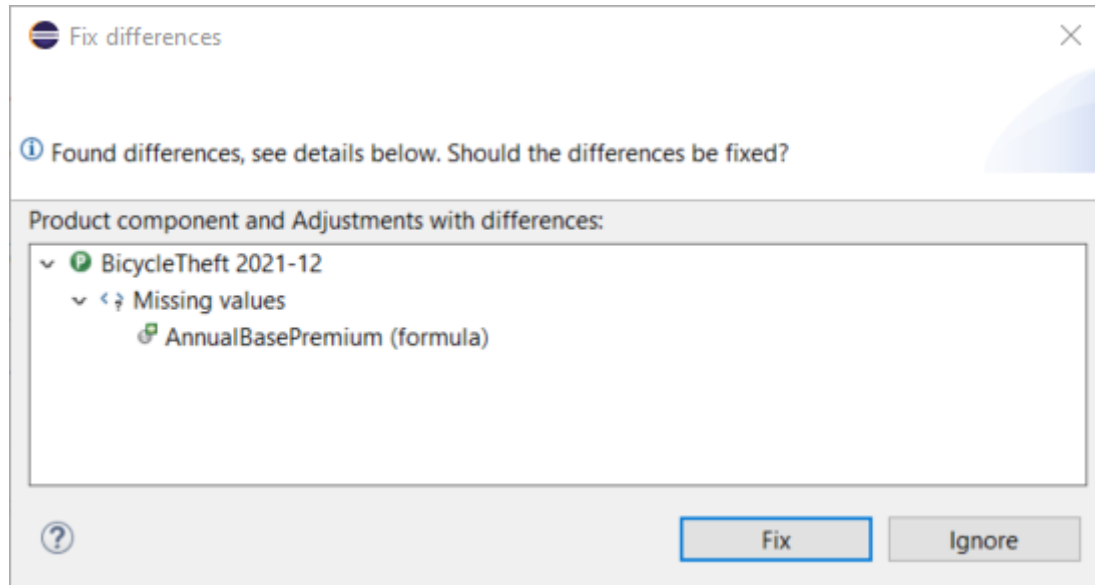 Fix differences
Found differences, see details below. Should the differences be fixed?
Product component and Adjustments with differences:
BicycleTheft 2021-12
Missing values
AnnualBasePremium (formula)
Fix
Ignore